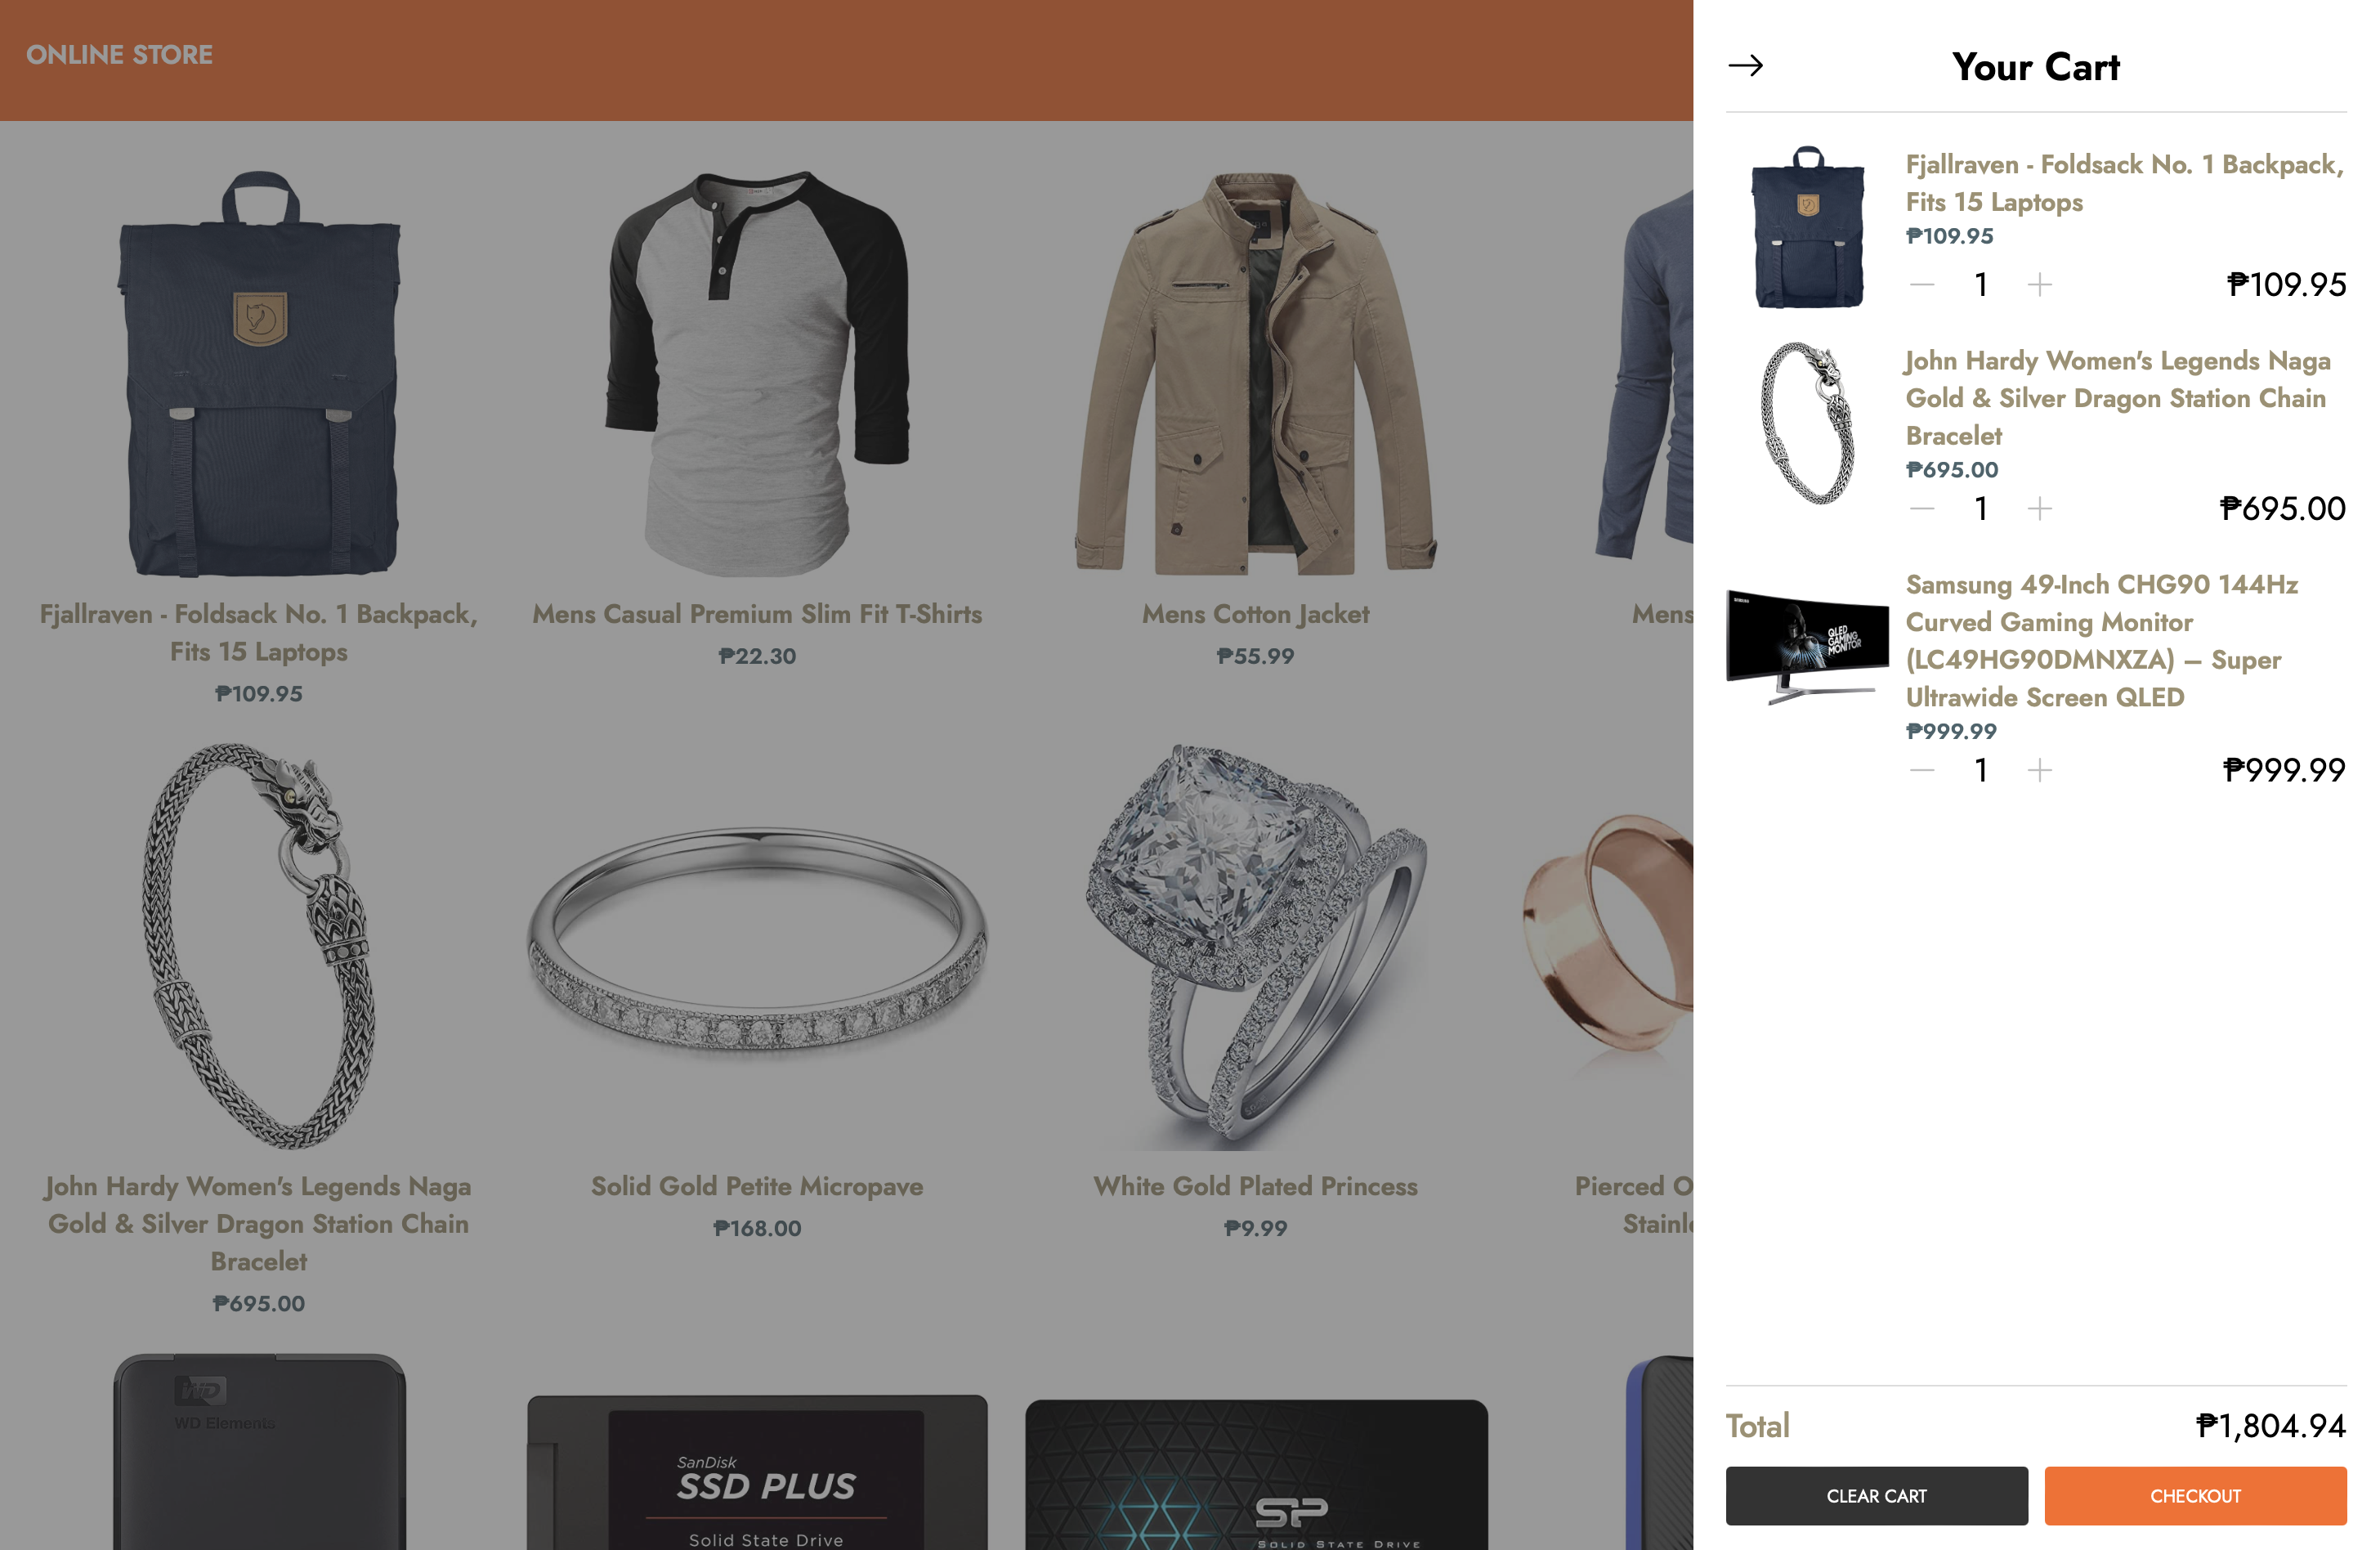 ONLINE STORE
Fjallraven - Foldsack No. 1 Backpack,
Fits 15 Laptops
₱109.95
Mens Casual Premium Slim Fit T-Shirts
₱22.30
Mens Cotton Jacket
₱55.99
Mens
John Hardy Women's Legends Naga
Gold & Silver Dragon Station Chain
Bracelet
₱695.00
Solid Gold Petite Micropave
₱168.00
White Gold Plated Princess
₱9.99
Pierced O
Stainl
WD
WD Elements
SanDisk
SSD PLUS
Solid State Drive
SP
SOLID STATE DRIVE
Your Cart
Fjallraven - Foldsack No. 1 Backpack,
Fits 15 Laptops
₱109.95
1
₱109.95
John Hardy Women's Legends Naga
Gold & Silver Dragon Station Chain
Bracelet
₱695.00
1
₱695.00
SAMSUNG
QLED
GAMING
MONITOR
Samsung 49-Inch CHG90 144Hz
Curved Gaming Monitor
(LC49HG90DMNXZA) – Super
Ultrawide Screen QLED
₱999.99
1
₱999.99
Total
₱1,804.94
CLEAR CART
CHECKOUT